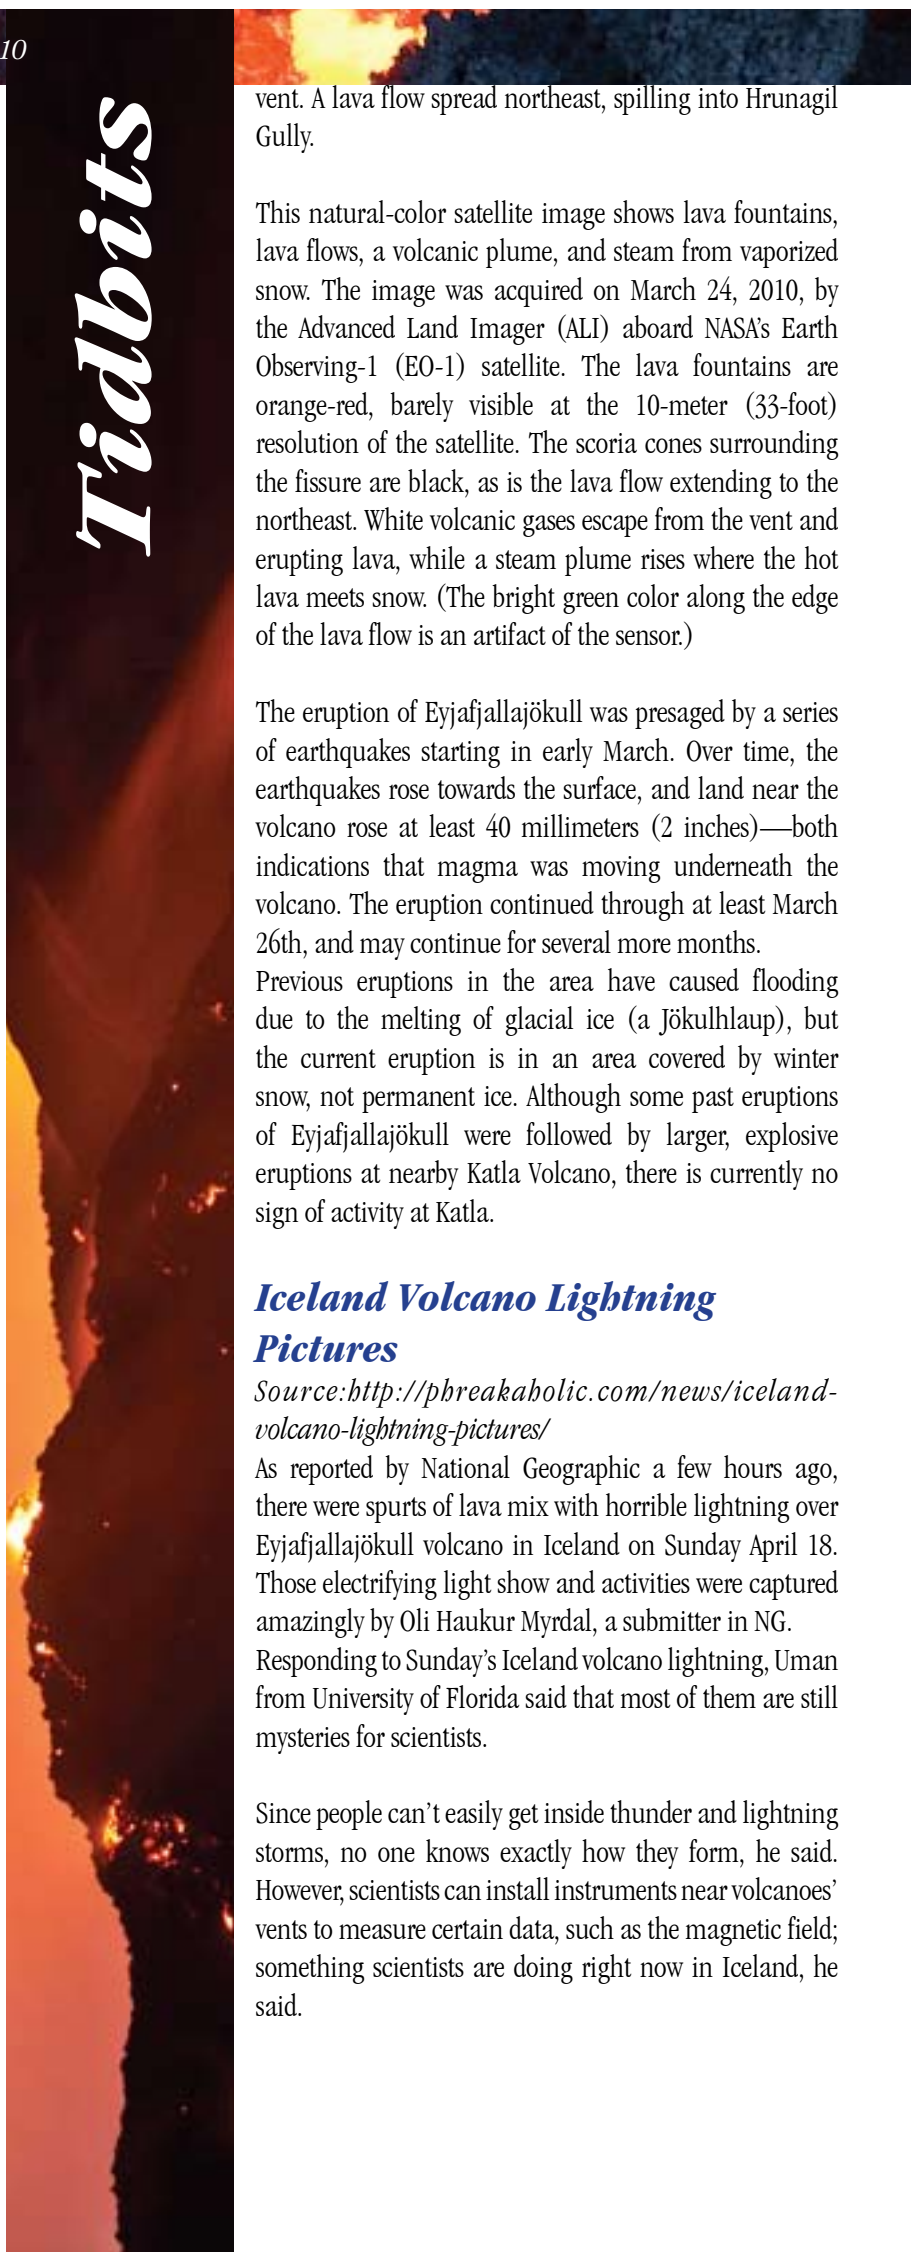 10
Tidbits
vent. A lava flow spread northeast, spilling into Hrunagil
Gully.
This natural-color satellite image shows lava fountains,
lava flows, a volcanic plume, and steam from vaporized
snow. The image was acquired on March 24, 2010, by
the Advanced Land Imager (ALI) aboard NASA’s Earth
Observing-1 (EO-1) satellite. The lava fountains are
orange-red, barely visible at the 10-meter (33-foot)
resolution of the satellite. The scoria cones surrounding
the fissure are black, as is the lava flow extending to the
northeast. White volcanic gases escape from the vent and
erupting lava, while a steam plume rises where the hot
lava meets snow. (The bright green color along the edge
of the lava flow is an artifact of the sensor.)
The eruption of Eyjafjallajökull was presaged by a series
of earthquakes starting in early March. Over time, the
earthquakes rose towards the surface, and land near the
volcano rose at least 40 millimeters (2 inches)—both
indications that magma was moving underneath the
volcano. The eruption continued through at least March
26th, and may continue for several more months.
Previous eruptions in the area have caused flooding
due to the melting of glacial ice (a Jökulhlaup), but
the current eruption is in an area covered by winter
snow, not permanent ice. Although some past eruptions
of Eyjafjallajökull were followed by larger, explosive
eruptions at nearby Katla Volcano, there is currently no
sign of activity at Katla.
Iceland Volcano Lightning
Pictures
Source:http://phreakaholic.com/news/iceland-
volcano-lightning-pictures/
As reported by National Geographic a few hours ago,
there were spurts of lava mix with horrible lightning over
Eyjafjallajökull volcano in Iceland on Sunday April 18.
Those electrifying light show and activities were captured
amazingly by Oli Haukur Myrdal, a submitter in NG.
Responding to Sunday’s Iceland volcano lightning, Uman
from University of Florida said that most of them are still
mysteries for scientists.
Since people can’t easily get inside thunder and lightning
storms, no one knows exactly how they form, he said.
However, scientists can install instruments near volcanoes’
vents to measure certain data, such as the magnetic field;
something scientists are doing right now in Iceland, he
said.